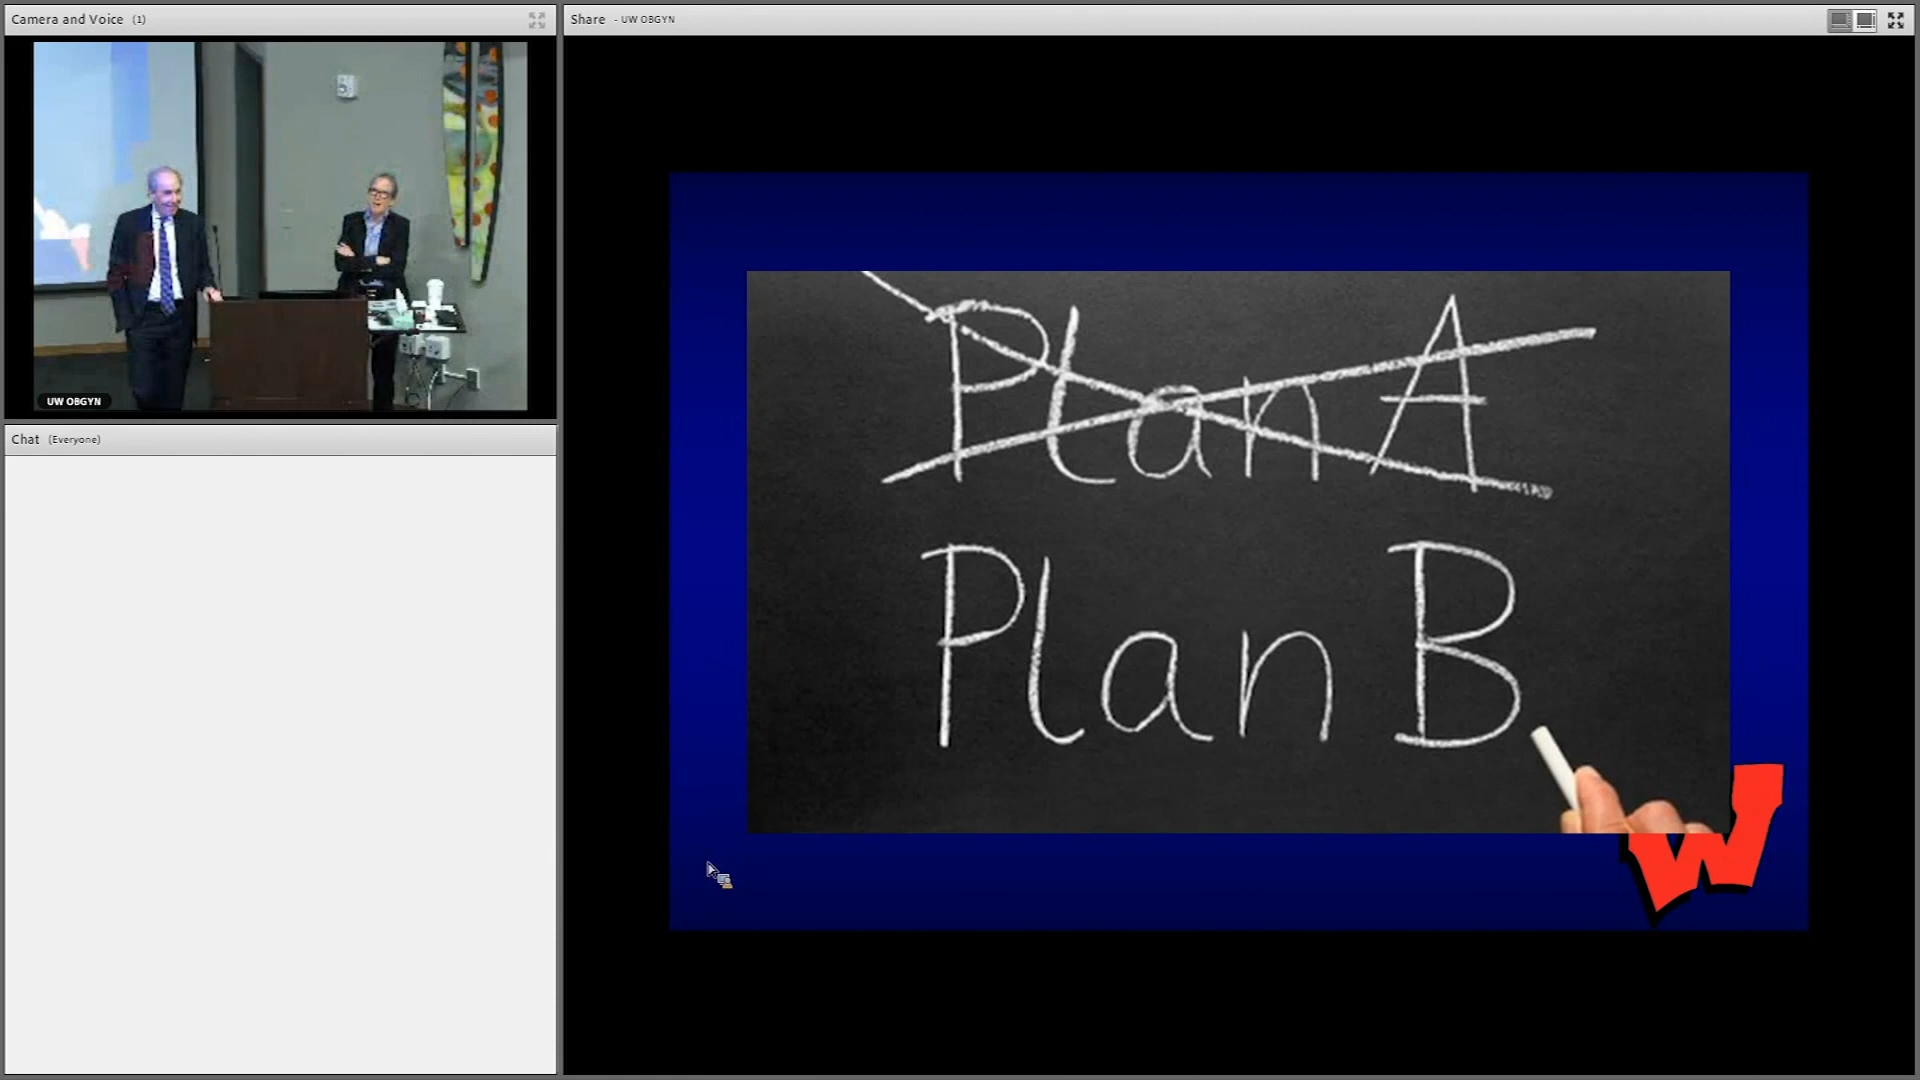 Camera and Voice (1)
UW OBGYN
Chat (Everyone)
Share - UW OBGYN
Plan A
Plan B
W